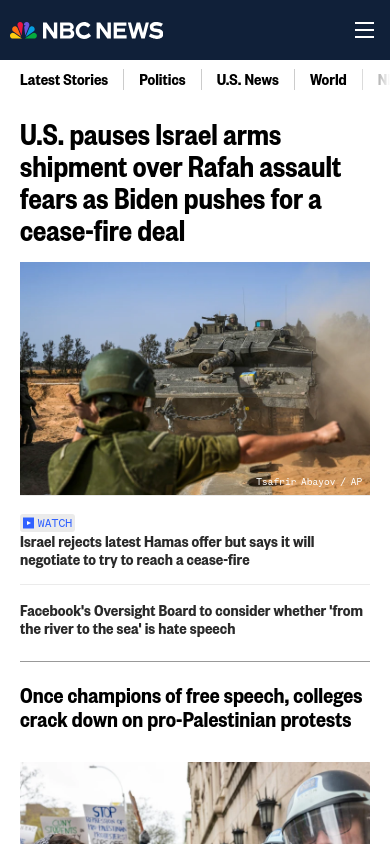 NBC NEWS
Latest Stories
Politics
U.S. News
World
N
U.S. pauses Israel arms
shipment over Rafah assault
fears as Biden pushes for a
cease-fire deal
Tsafrir Abayov / AP
WATCH
Israel rejects latest Hamas offer but says it will
negotiate to try to reach a cease-fire
Facebook's Oversight Board to consider whether 'from
the river to the sea' is hate speech
Once champions of free speech, colleges
crack down on pro-Palestinian protests
STOP